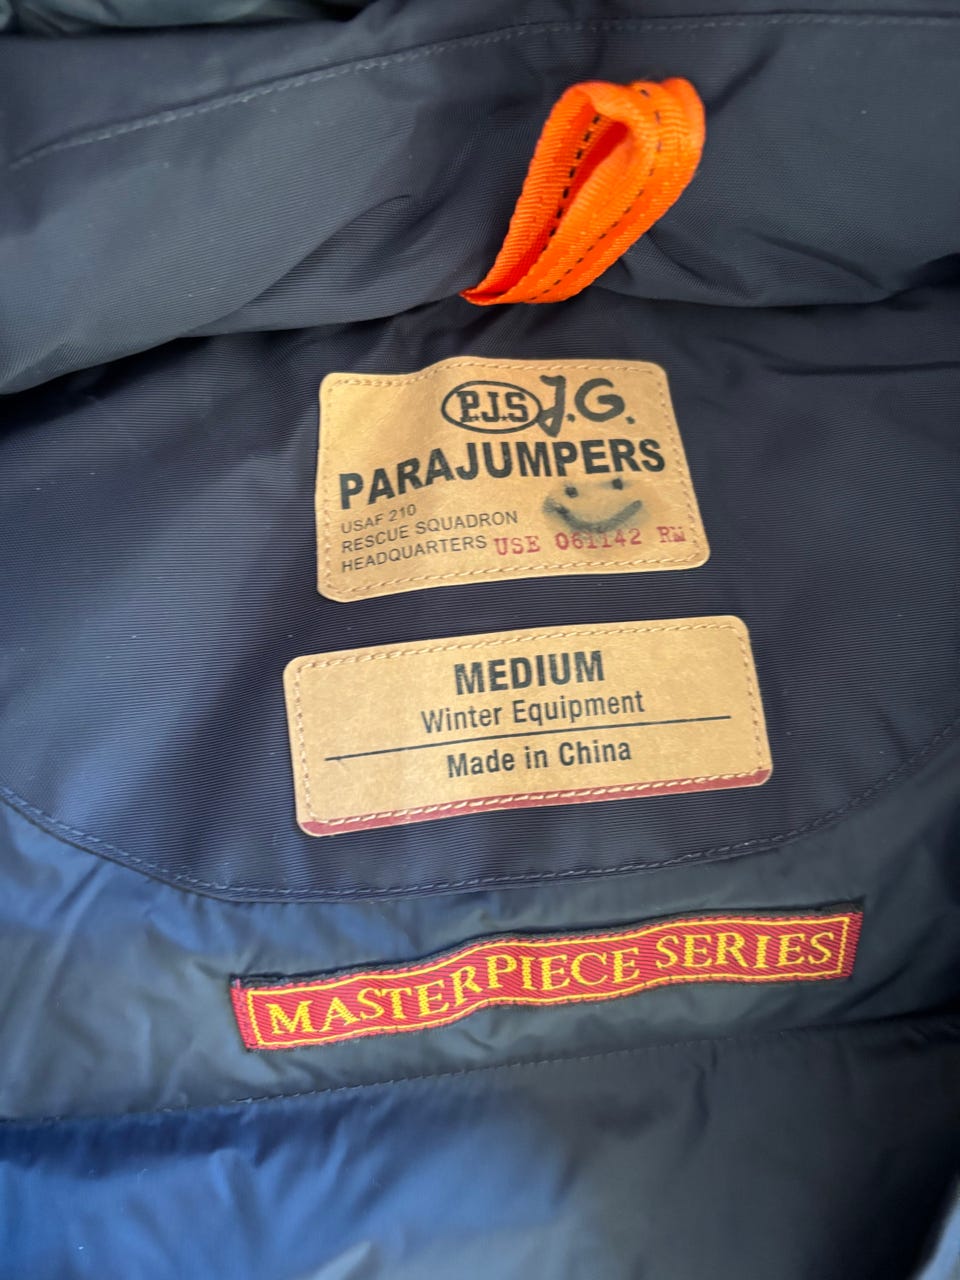 P.J.S J.G.
PARAJUMPERS
USAF 210
RESCUE SQUADRON
HEADQUARTERS USE 061142 RW
MEDIUM
Winter Equipment
Made in China
MASTERPIECE SERIES